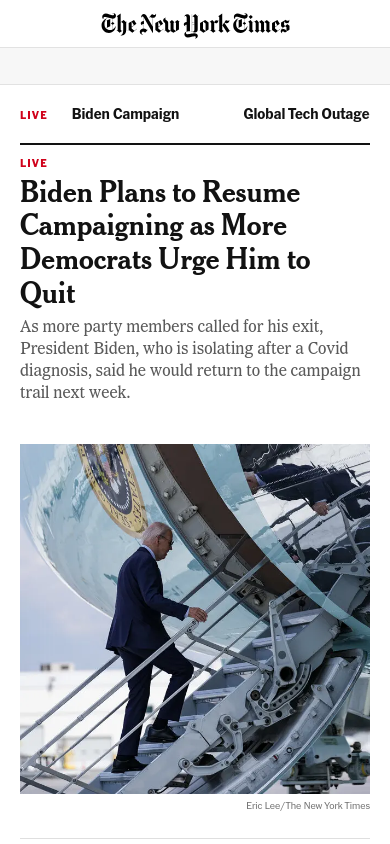 The New York Times
LIVE Biden Campaign Global Tech Outage
LIVE
Biden Plans to Resume
Campaigning as More
Democrats Urge Him to
Quit
As more party members called for his exit,
President Biden, who is isolating after a Covid
diagnosis, said he would return to the campaign
trail next week.
Eric Lee/The New York Times